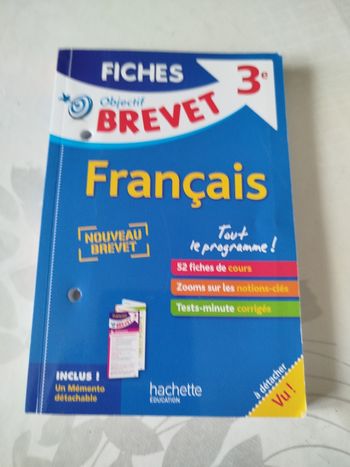 FICHES
3e
Objectif
BREVET
Français
NOUVEAU
BREVET
Tout
le programme !
52 fiches de cours
Zooms sur les notions-clés
Tests-minute corrigés
INCLUS !
Un Mémento
détachable
hachette
ÉDUCATION
à détacher
Vu !